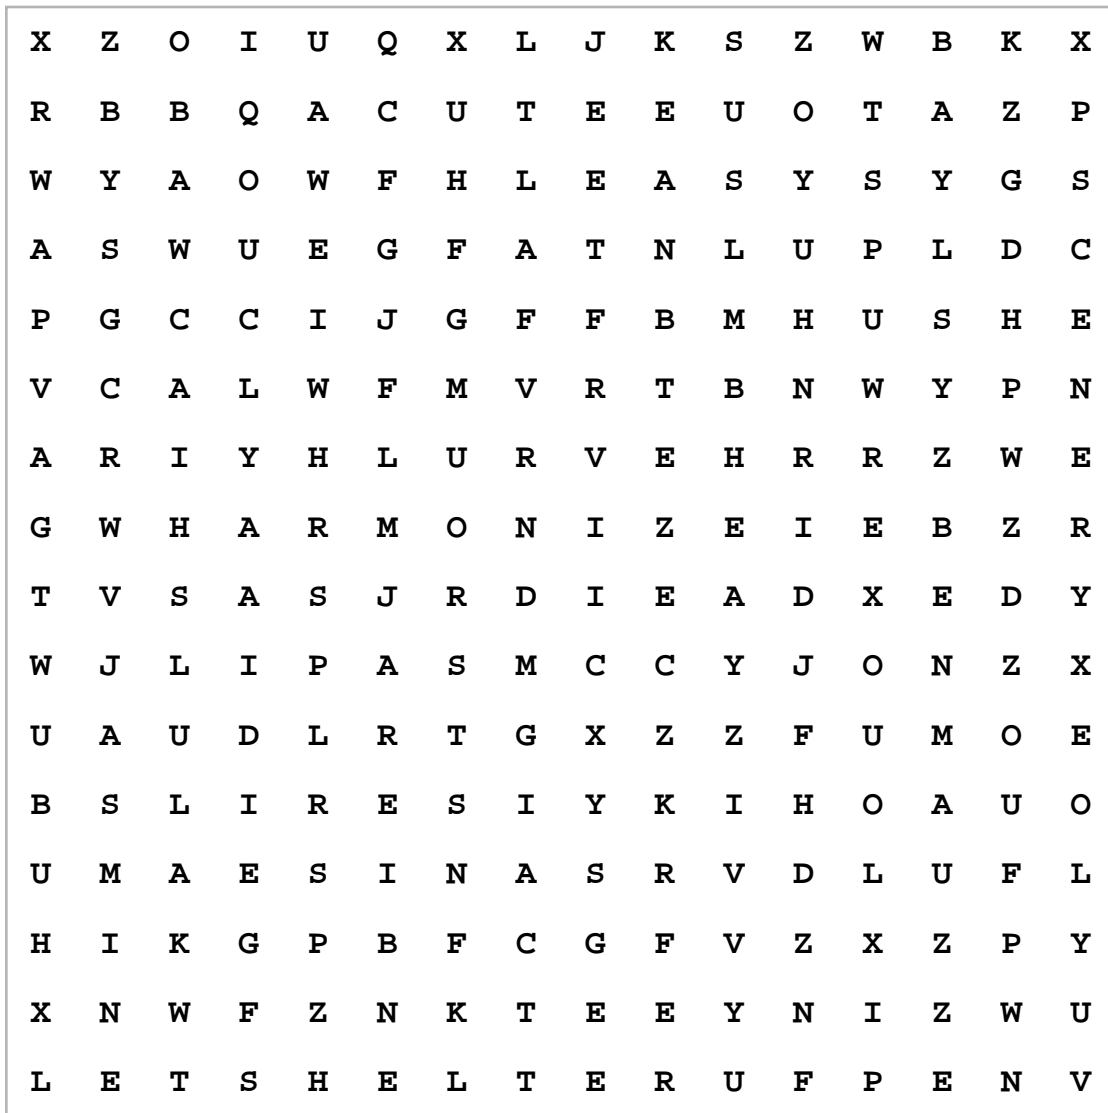 X Z O I U Q X L J K S Z W B K X
R B B Q A C U T E E U O T A Z P
W Y A O W F H L E A S Y S Y G S
A S W U E G F A T N L U P L D C
P G C C I J G F F B M H U S H E
V C A L W F M V R T B N W Y P N
A R I Y H L U R V E H R R Z W E
G W H A R M O N I Z E I E B Z R
T V S A S J R D I E A D X E D Y
W J L I P A S M C C Y J O N Z X
U A U D L R T G X Z Z F U M O E
B S L I R E S I Y K I H O A U O
U M A E S I N A S R V D L U F L
H I K G P B F C G F V Z X Z P Y
X N W F Z N K T E E Y N I Z W U
L E T S H E L T E R U F P E N V